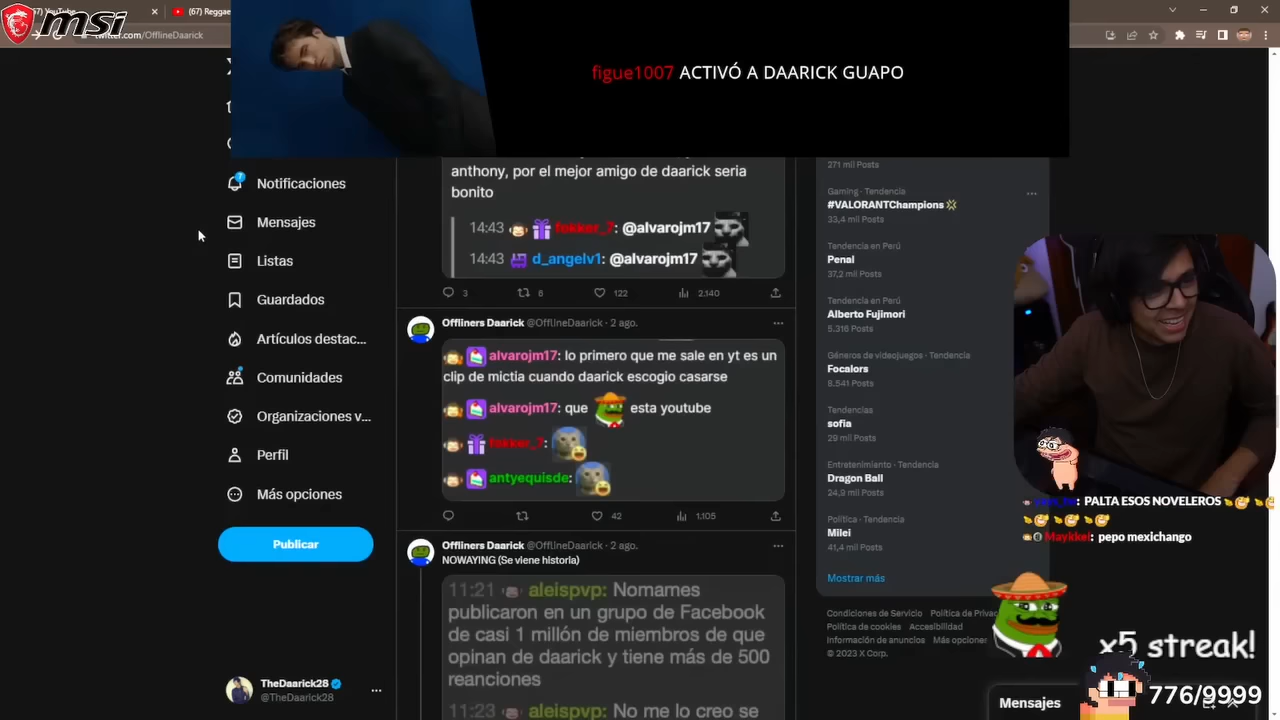 (67) Reggae
msi
twitter.com/OfflineDaarick
figue1007 ACTIVÓ A DAARICK GUAPO
Notificaciones
Mensajes
Listas
Guardados
Artículos destac...
Comunidades
Organizaciones v...
Perfil
Más opciones
Publicar
TheDaarick28
@TheDaarick28
anthony, por el mejor amigo de daarick seria
bonito
14:43 fokker_7: @alvarojm17
14:43 d_angelv1: @alvarojm17
3 8 122 2.140
Offliners Daarick @OfflineDaarick · 2 ago.
alvarojm17: lo primero que me sale en yt es un
clip de mictia cuando daarick escogio casarse
alvarojm17: que esta youtube
fokker_7:
antyequisde:
42 1.105
Offliners Daarick @OfflineDaarick · 2 ago.
NOWAYING (Se viene historia)
11:21 aleispvp: Nomames
publicaron en un grupo de Facebook
de casi 1 millón de miembros de que
opinan de daarick y tiene más de 500
reanciones
11:23 aleispvp: No me lo creo se
271 mil Posts
Gaming · Tendencia
#VALORANTChampions
33,4 mil Posts
Tendencia en Perú
Penal
37,2 mil Posts
Tendencia en Perú
Alberto Fujimori
5.316 Posts
Géneros de videojuegos · Tendencia
Focalors
8.541 Posts
Tendencias
sofia
29 mil Posts
Entretenimiento · Tendencia
Dragon Ball
24,9 mil Posts
Política · Tendencia
Milei
41,4 mil Posts
Mostrar más
Condiciones de Servicio Política de Privac
Política de cookies Accesibilidad
Información de anuncios Más opciones
© 2023 X Corp.
PALTA ESOS NOVELEROS
Maykkel: pepo mexichango
x5 streak!
776/9999
Mensajes